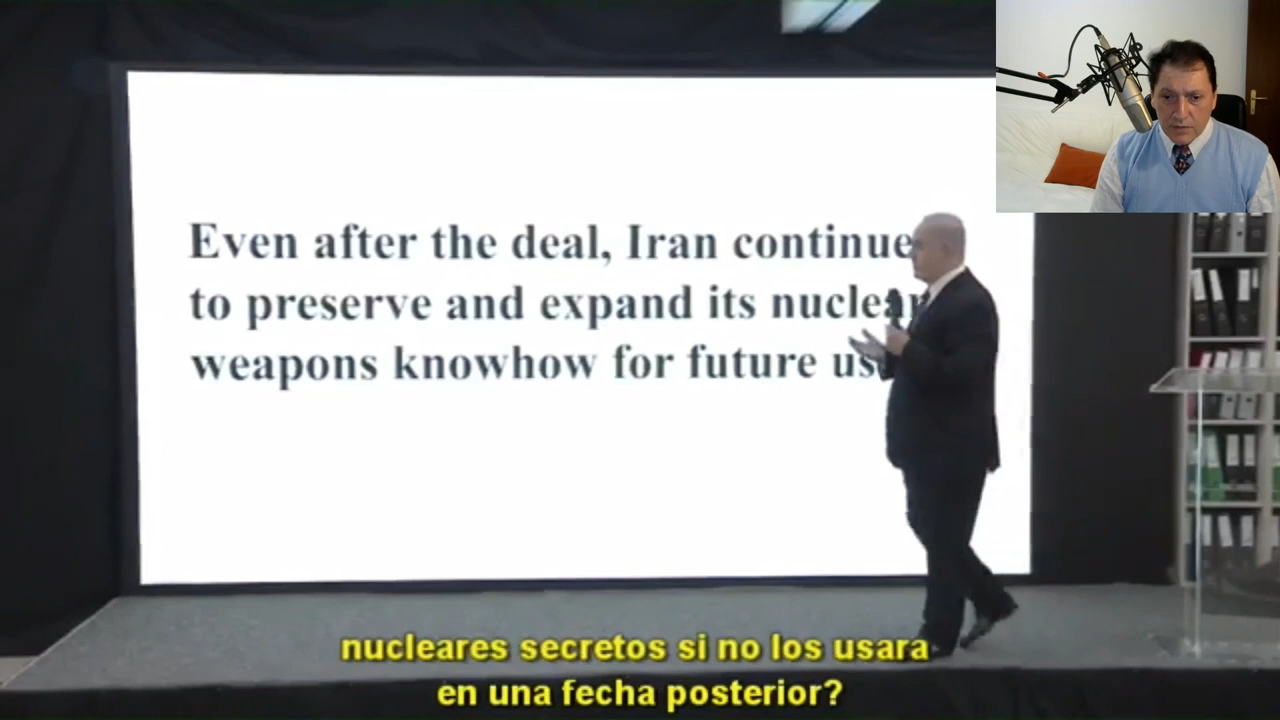 Even after the deal, Iran continue
to preserve and expand its nuclear
weapons knowhow for future us
nucleares secretos si no los usara
en una fecha posterior?